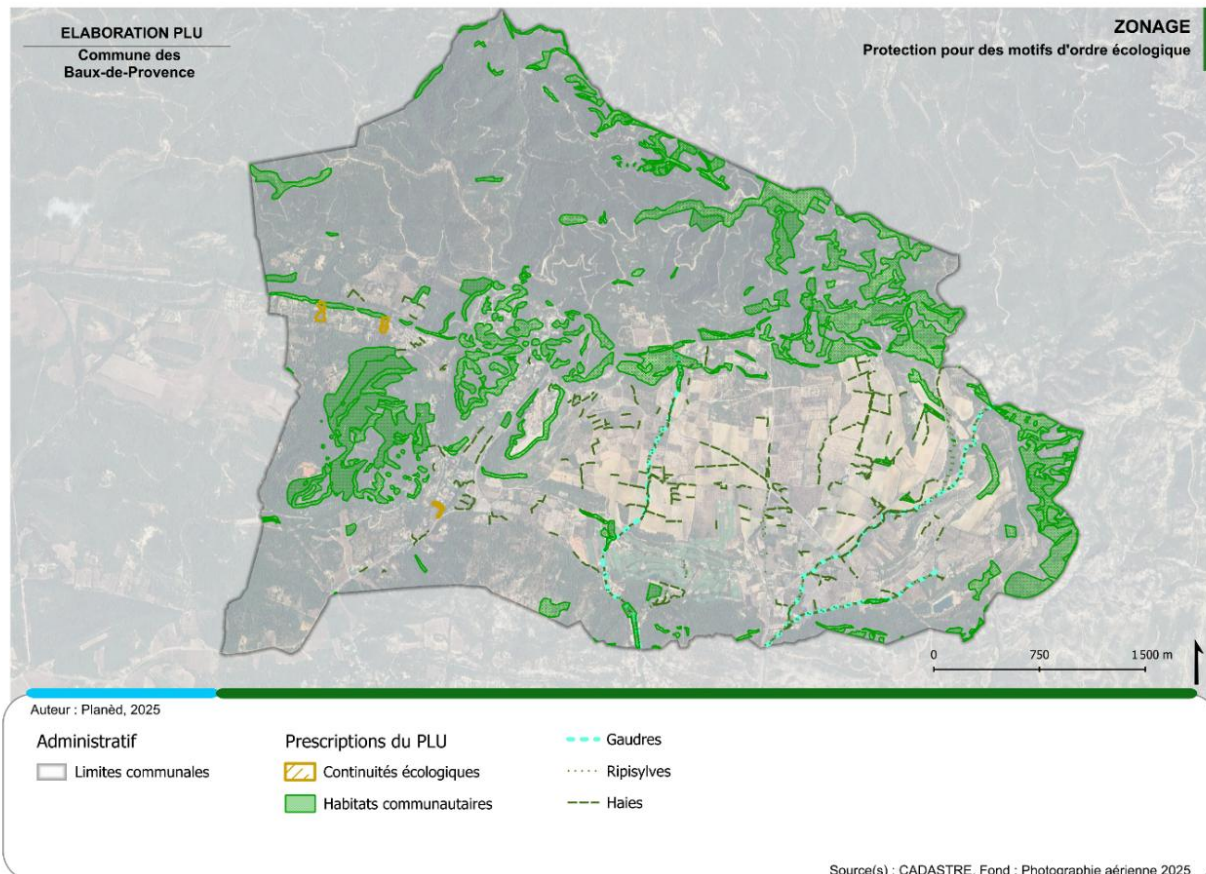 ELABORATION PLU
Commune des
Baux-de-Provence
ZONAGE
Protection pour des motifs d'ordre écologique
0 750 1 500 m
Auteur : Planèd, 2025
Administratif
Limites communales
Prescriptions du PLU
Continuités écologiques
Habitats communautaires
Gaudres
Ripisylves
Haies
Source(s) : CADASTRE, Fond : Photographie aérienne 2025